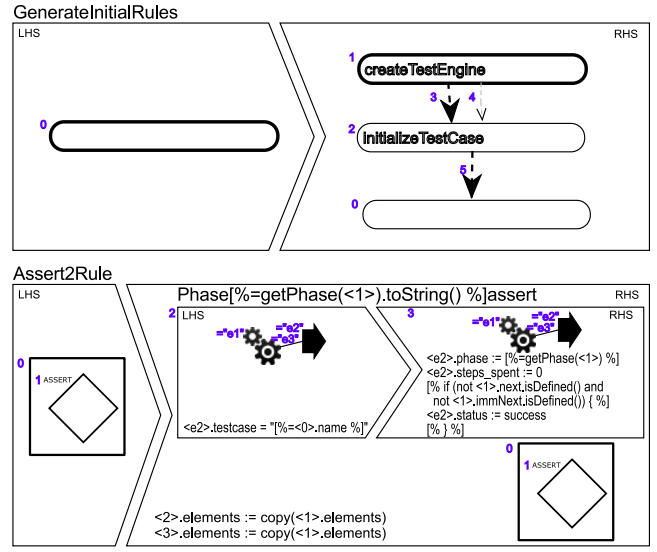 GenerateInitialRules
LHS
RHS
0
1
createTestEngine
3
4
2
initializeTestCase
5
0
Assert2Rule
LHS
Phase[%=getPhase(<1>).toString() %]assert
RHS
0
1 ASSERT
2
LHS
="e1"
="e2"
="e3"
<e2>.testcase = "[%=<0>.name %]"
3
RHS
="e1"
="e2"
="e3"
<e2>.phase := [%=getPhase(<1>) %]
<e2>.steps_spent := 0
[% if (not <1>.next.isDefined() and
not <1>.immNext.isDefined()) { %]
<e2>.status := success
[% } %]
0
1 ASSERT
<2>.elements := copy(<1>.elements)
<3>.elements := copy(<1>.elements)